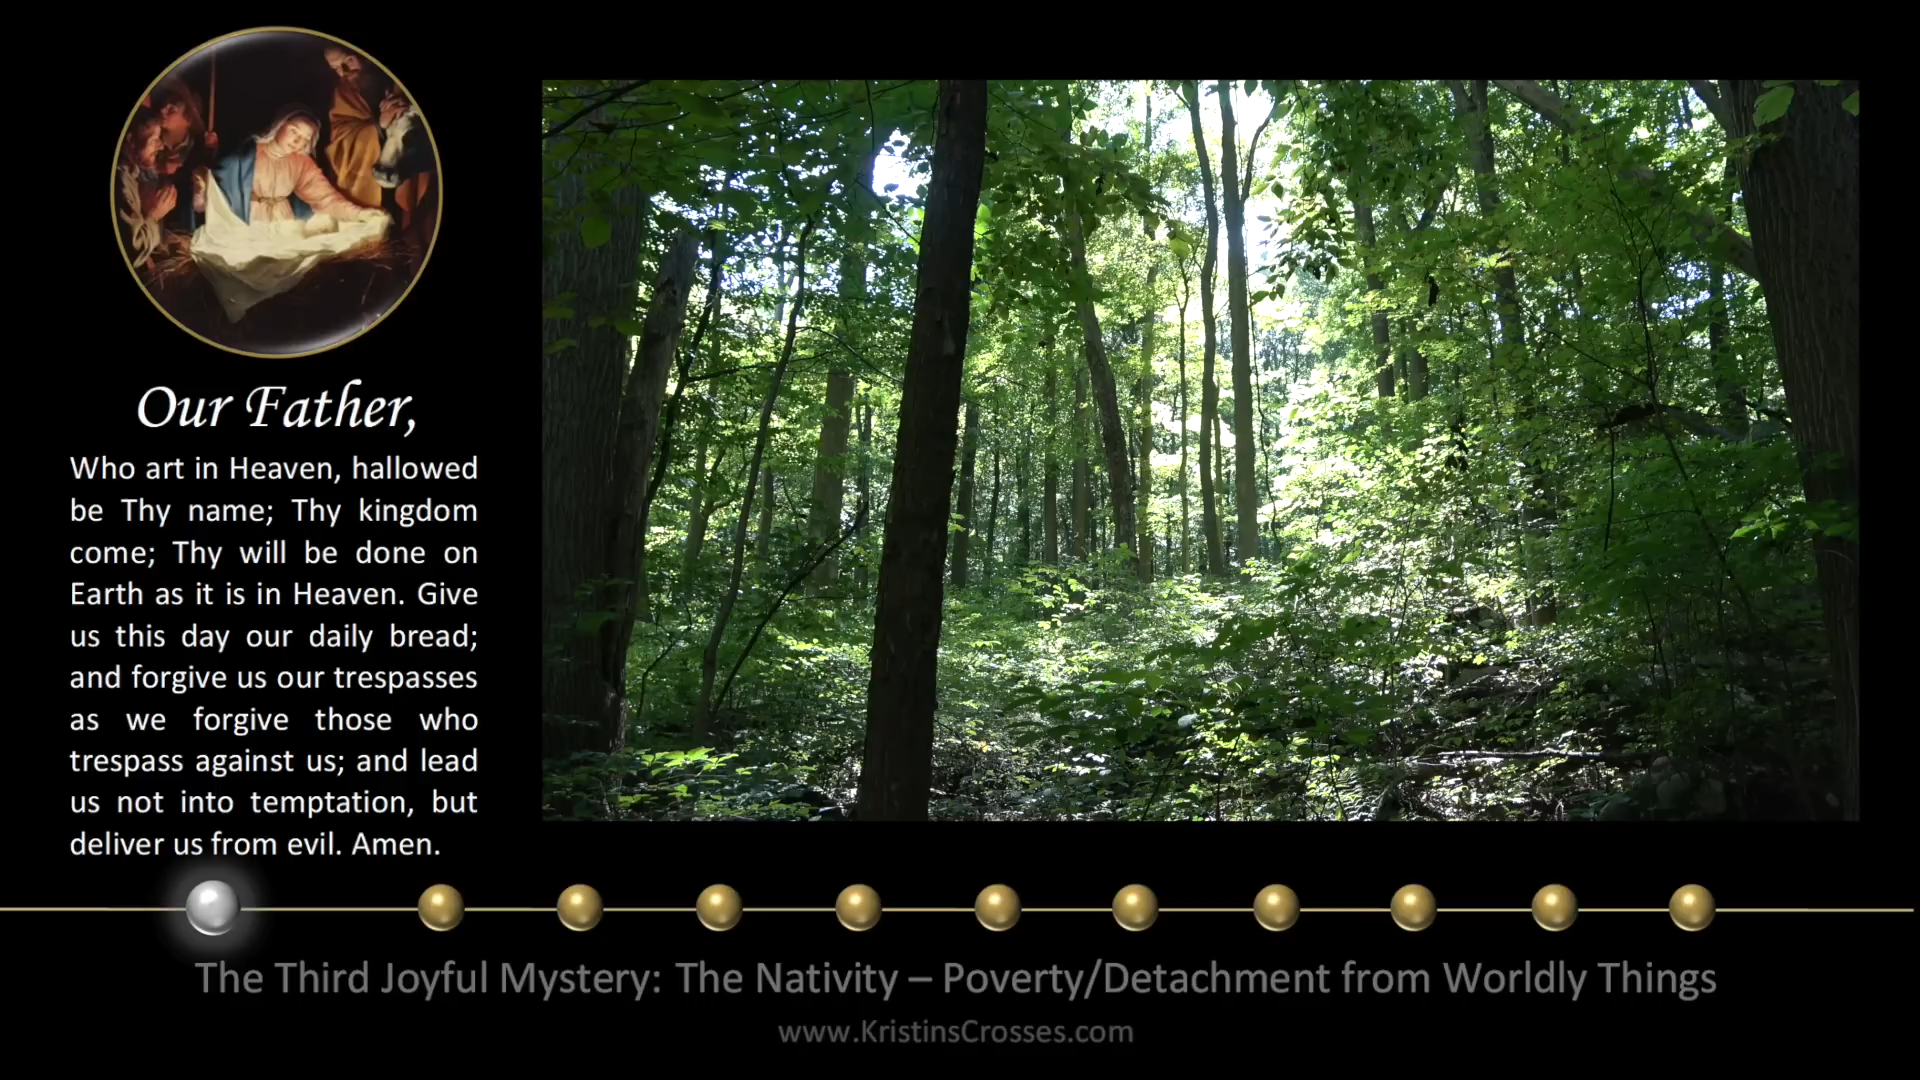 Our Father,
Who art in Heaven, hallowed
be Thy name; Thy kingdom
come; Thy will be done on
Earth as it is in Heaven. Give
us this day our daily bread;
and forgive us our trespasses
as we forgive those who
trespass against us; and lead
us not into temptation, but
deliver us from evil. Amen.
The Third Joyful Mystery: The Nativity – Poverty/Detachment from Worldly Things
www.KristinsCrosses.com